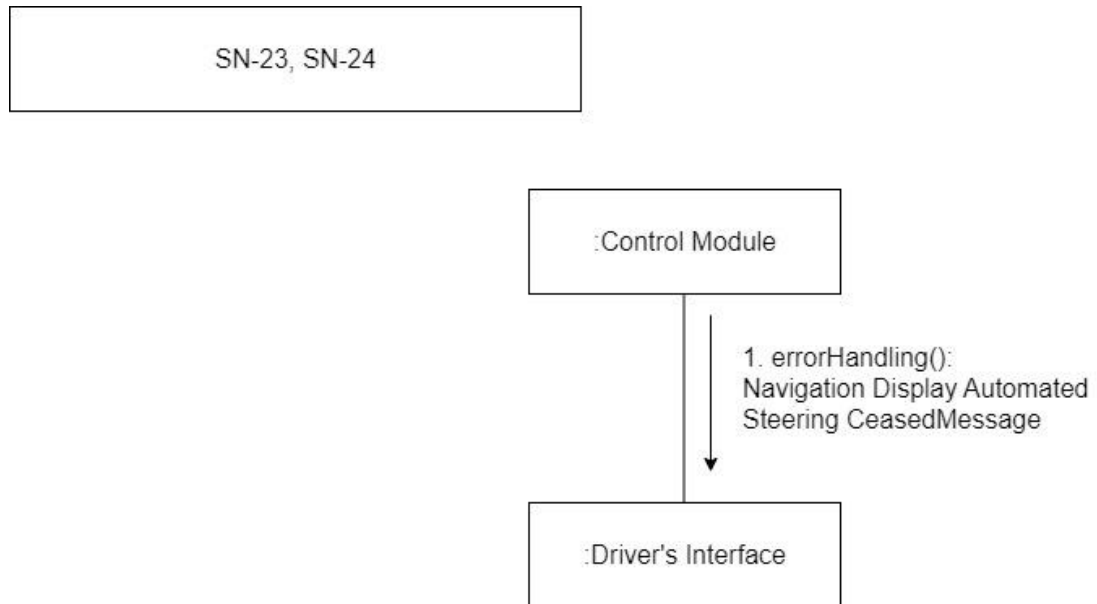 SN-23, SN-24
:Control Module
1. errorHandling():
Navigation Display Automated
Steering CeasedMessage
:Driver's Interface